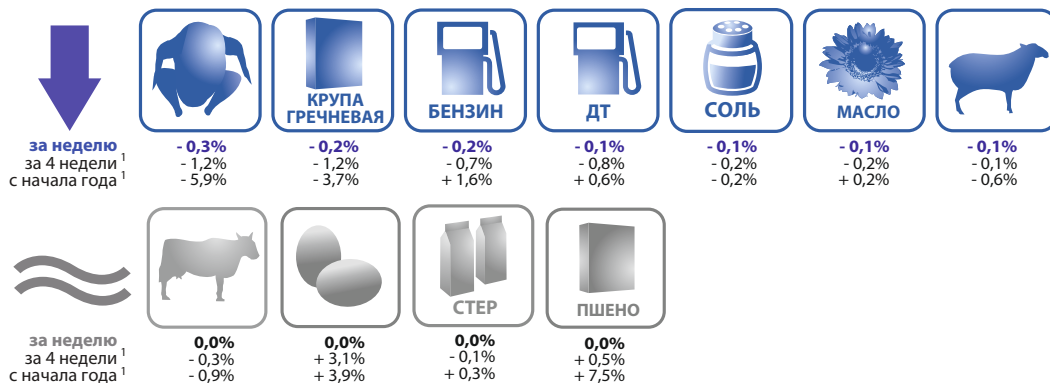 КРУПА
ГРЕЧНЕВАЯ БЕНЗИН ДТ СОЛЬ МАСЛО
за неделю - 0,3% - 0,2% - 0,2% - 0,1% - 0,1% - 0,1% - 0,1%
за 4 недели 1 - 1,2% - 1,2% - 0,7% - 0,8% - 0,2% - 0,2% - 0,1%
с начала года 1 - 5,9% - 3,7% + 1,6% + 0,6% - 0,2% + 0,2% - 0,6%
СТЕР ПШЕНО
за неделю 0,0% 0,0% 0,0% 0,0%
за 4 недели 1 - 0,3% + 3,1% - 0,1% + 0,5%
с начала года 1 - 0,9% + 3,9% + 0,3% + 7,5%